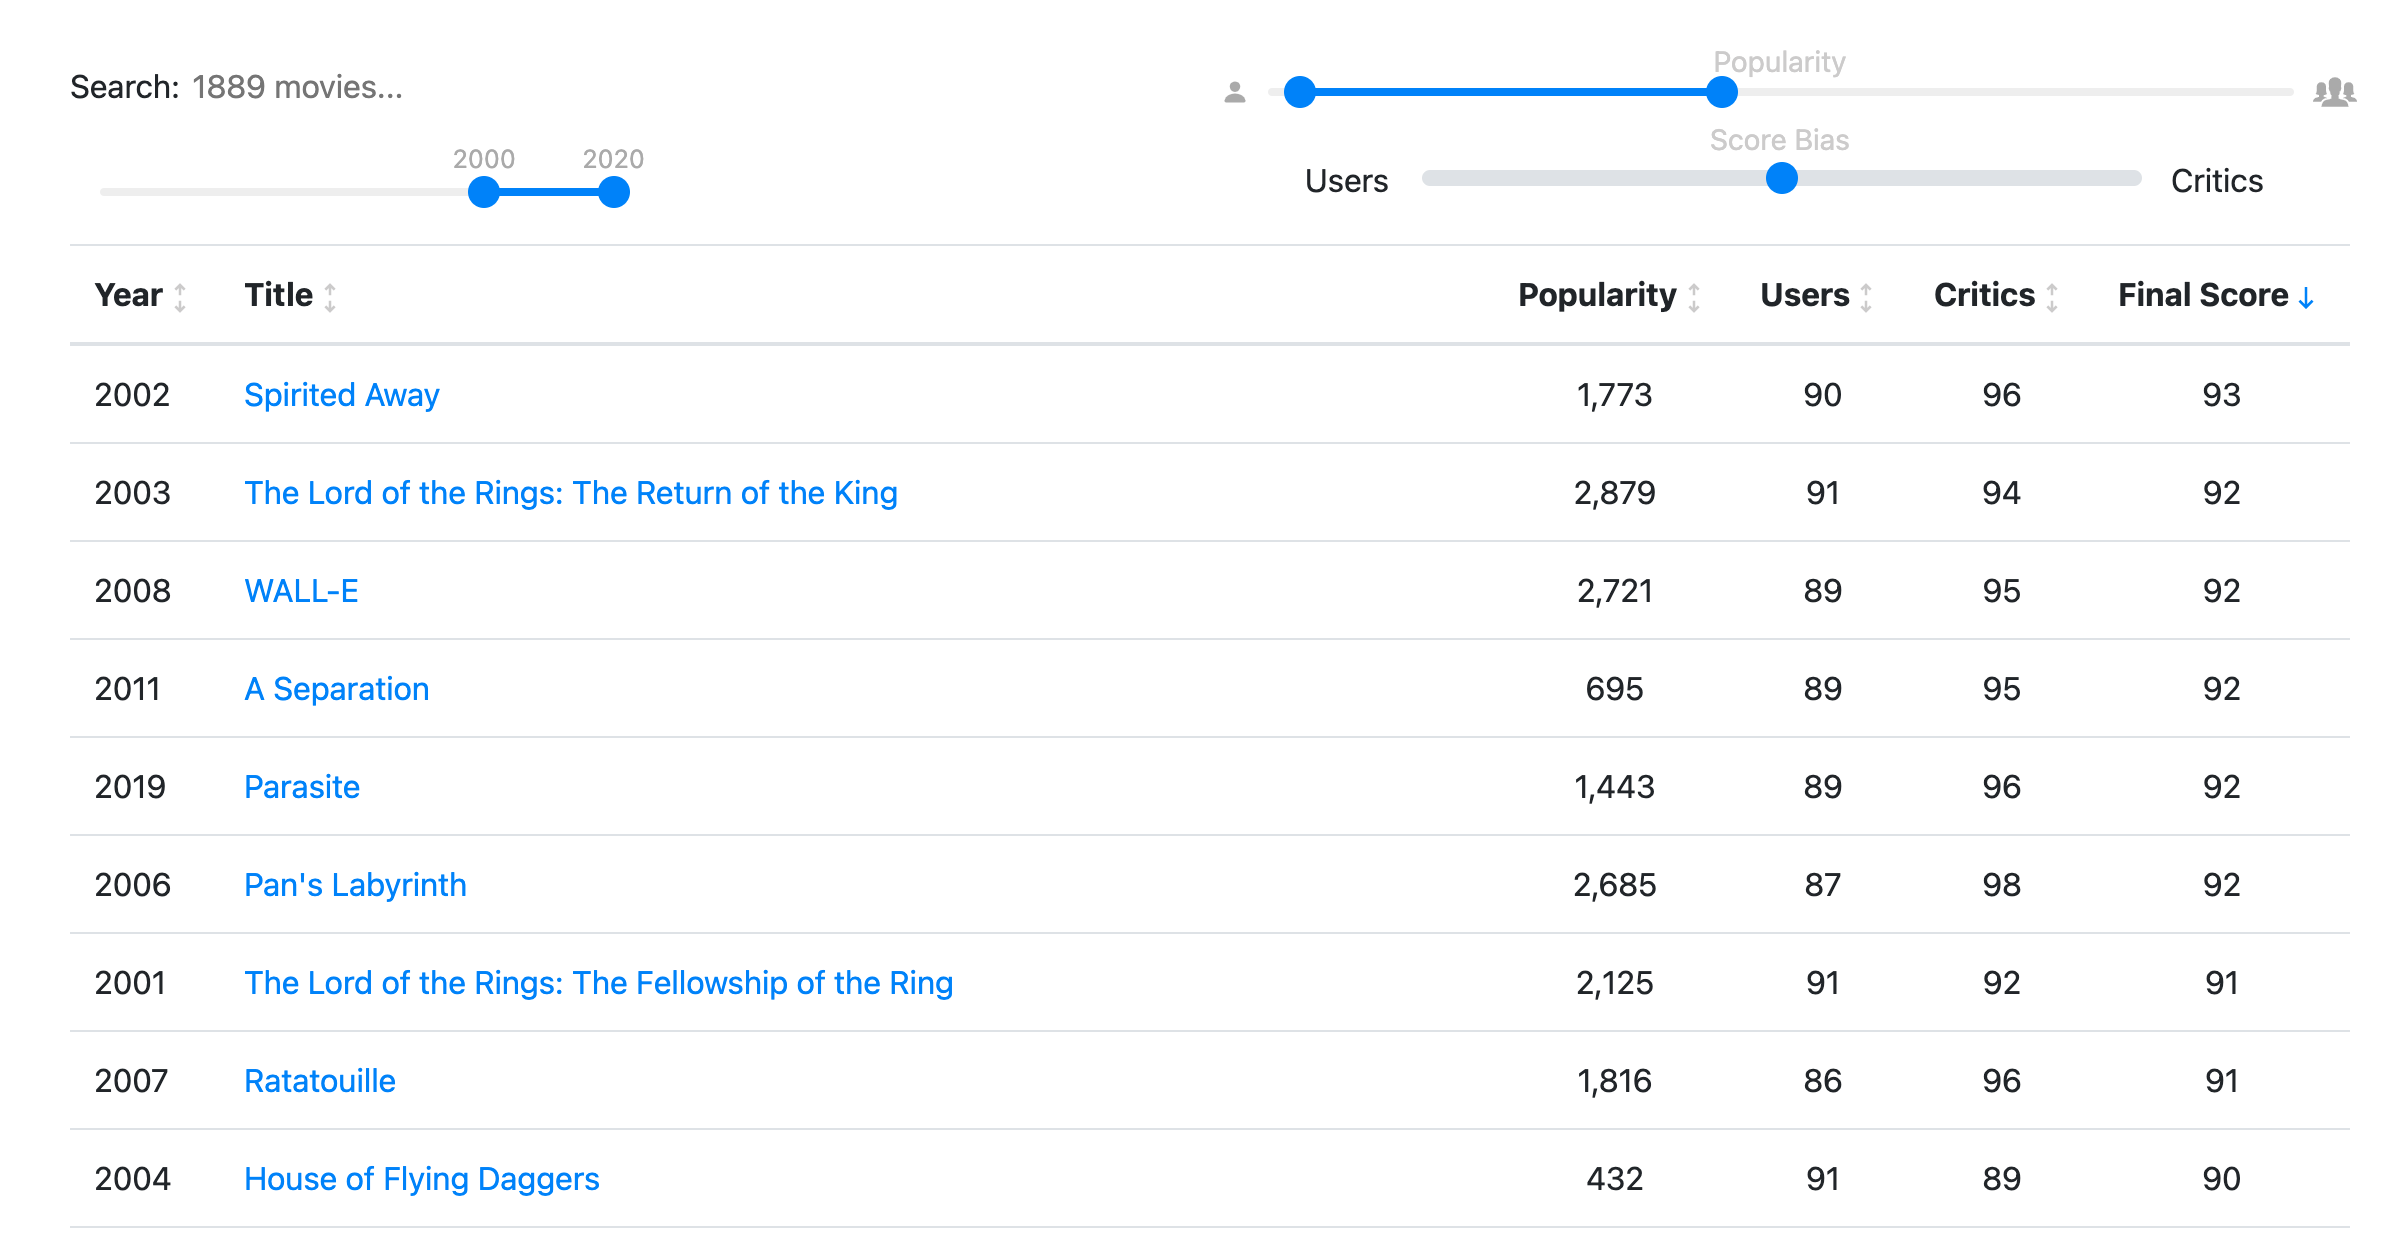 Search: 1889 movies...
Popularity
2000 2020
Score Bias
Users Critics
Year Title Popularity Users Critics Final Score
2002 Spirited Away 1,773 90 96 93
2003 The Lord of the Rings: The Return of the King 2,879 91 94 92
2008 WALL-E 2,721 89 95 92
2011 A Separation 695 89 95 92
2019 Parasite 1,443 89 96 92
2006 Pan's Labyrinth 2,685 87 98 92
2001 The Lord of the Rings: The Fellowship of the Ring 2,125 91 92 91
2007 Ratatouille 1,816 86 96 91
2004 House of Flying Daggers 432 91 89 90